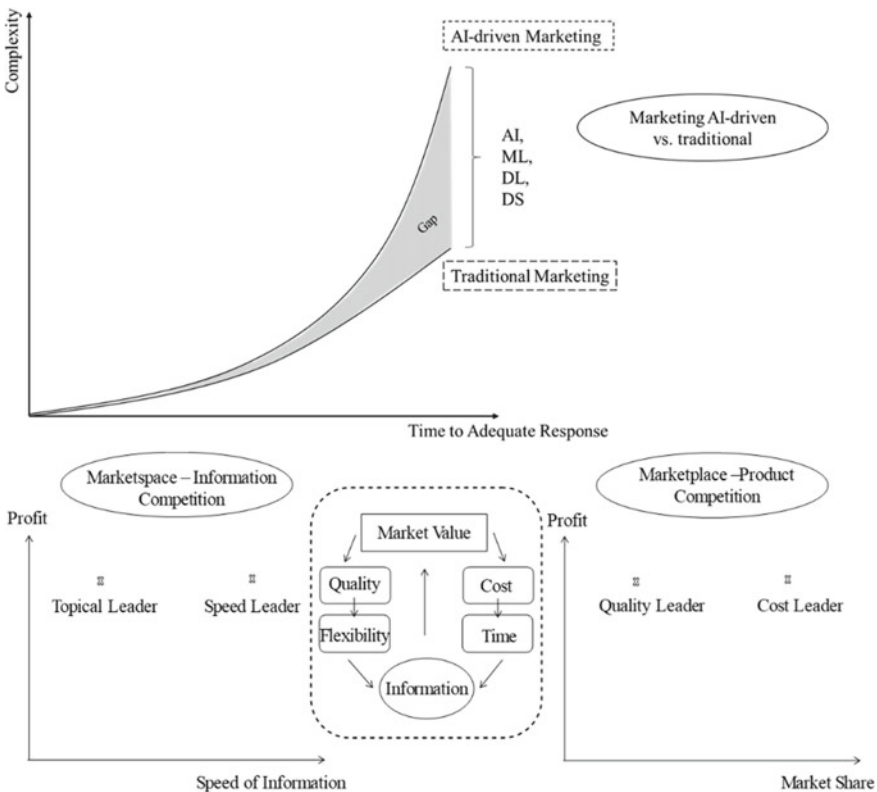 Complexity
AI-driven Marketing
AI,
ML,
DL,
DS
Marketing AI-driven
vs. traditional
Gap
Traditional Marketing
Time to Adequate Response
Marketspace – Information
Competition
Profit
Topical Leader
Speed Leader
Speed of Information
Market Value
Quality
Cost
Flexibility
Time
Information
Marketplace –Product
Competition
Profit
Quality Leader
Cost Leader
Market Share